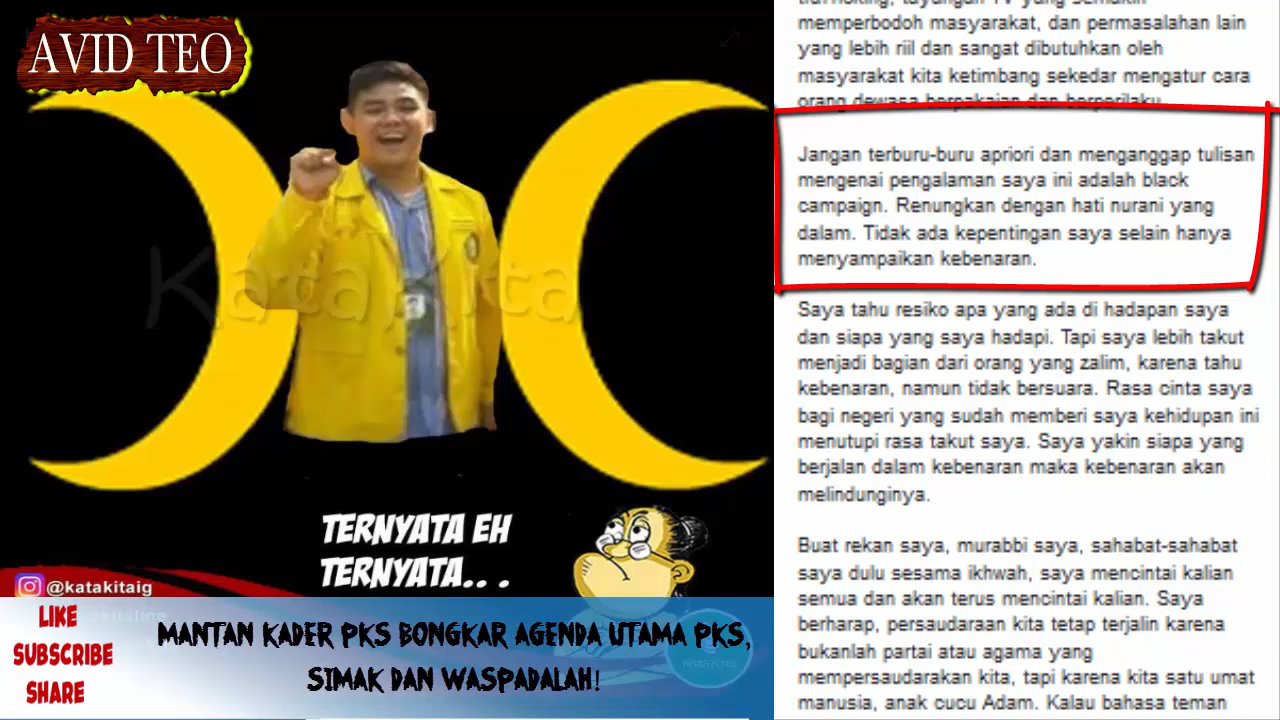 AVID TEO
KataKita
TERNYATA EH
TERNYATA.. .
@katakitaig
LIKE
SUBSCRIBE
SHARE
MANTAN KADER PKS BONGKAR AGENDA UTAMA PKS,
SIMAK DAN WASPADALAH!
memperbodoh masyarakat, dan permasalahan lain
yang lebih riil dan sangat dibutuhkan oleh
masyarakat kita ketimbang sekedar mengatur cara
orang dewasa berpakaian dan berperilaku.
Jangan terburu-buru apriori dan menganggap tulisan
mengenai pengalaman saya ini adalah black
campaign. Renungkan dengan hati nurani yang
dalam. Tidak ada kepentingan saya selain hanya
menyampaikan kebenaran.
Saya tahu resiko apa yang ada di hadapan saya
dan siapa yang saya hadapi. Tapi saya lebih takut
menjadi bagian dari orang yang zalim, karena tahu
kebenaran, namun tidak bersuara. Rasa cinta saya
bagi negeri yang sudah memberi saya kehidupan ini
menutupi rasa takut saya. Saya yakin siapa yang
berjalan dalam kebenaran maka kebenaran akan
melindunginya.
Buat rekan saya, murabbi saya, sahabat-sahabat
saya dulu sesama ikhwah, saya mencintai kalian
semua dan akan terus mencintai kalian. Saya
berharap, persaudaraan kita tetap terjalin karena
bukanlah partai atau agama yang
mempersaudarakan kita, tapi karena kita satu umat
manusia, anak cucu Adam. Kalau bahasa teman